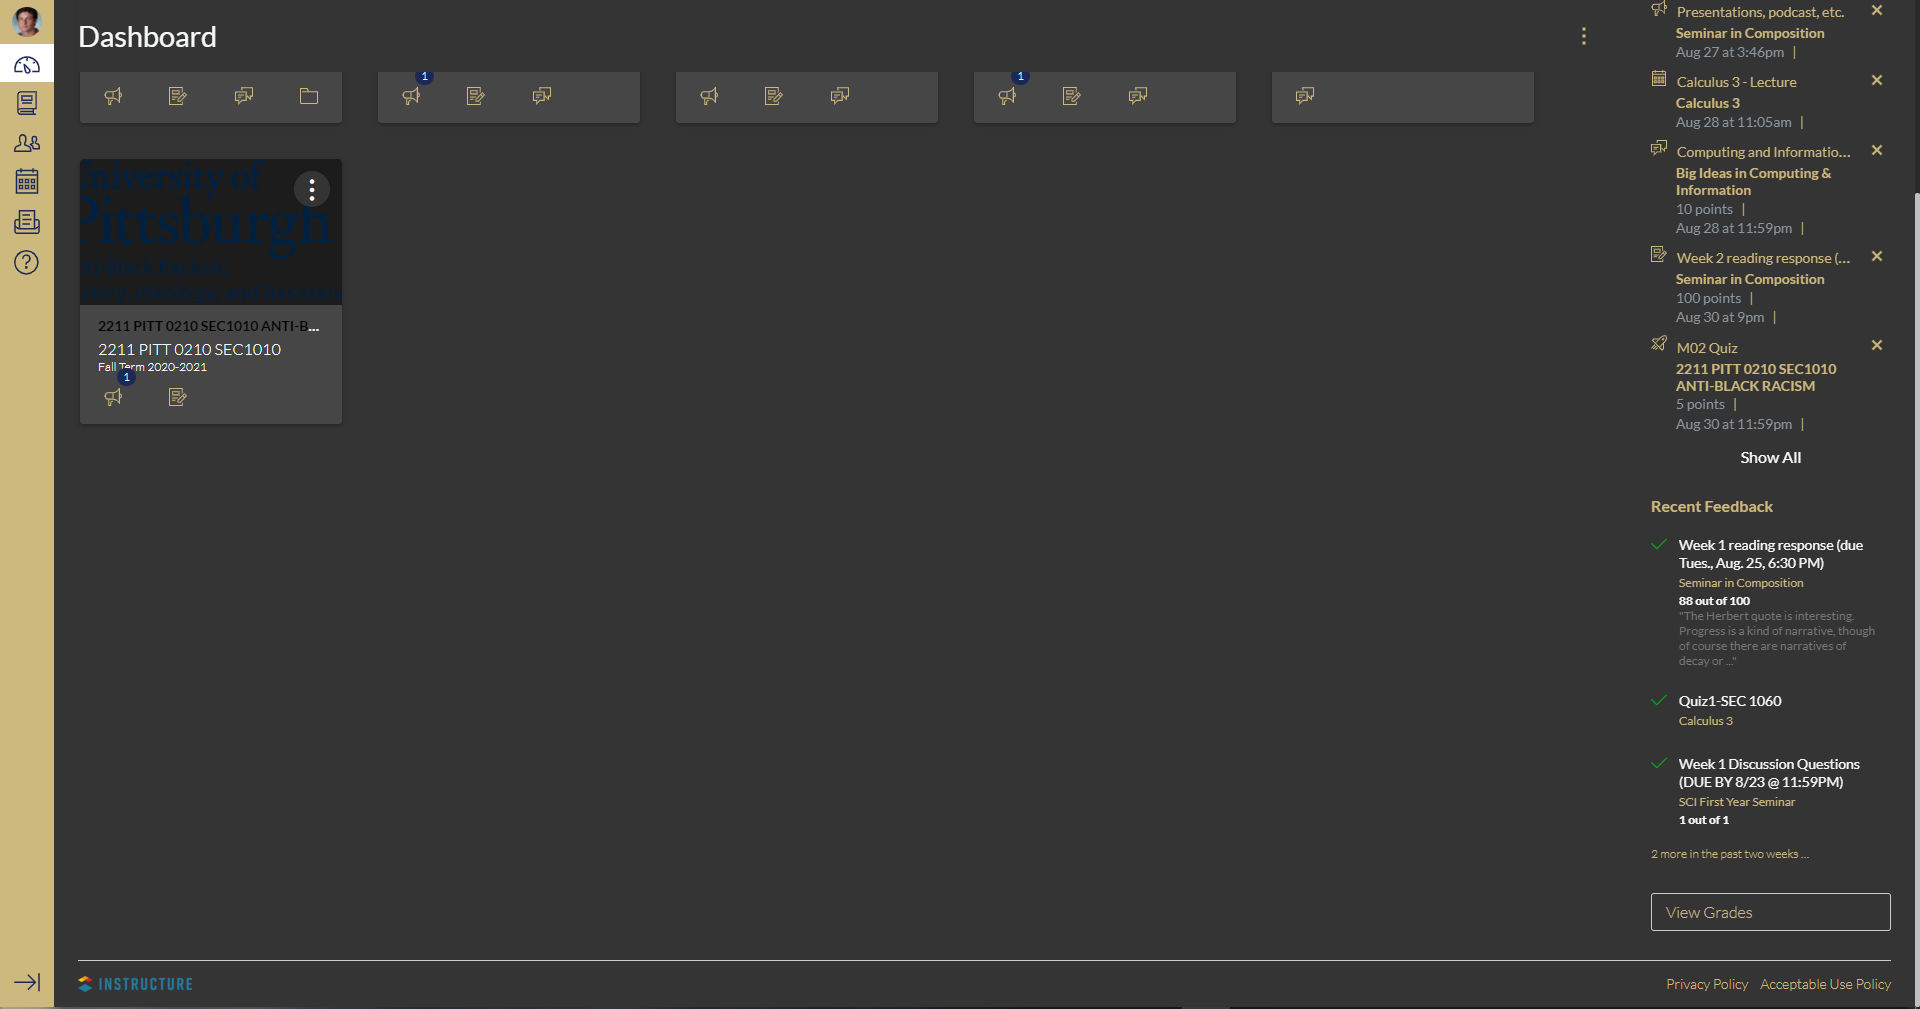 Dashboard
1
1
University of
Pittsburgh
Anti-Black Racism:
History, Ideology, and Resistance
2211 PITT 0210 SEC1010 ANTI-B...
2211 PITT 0210 SEC1010
Fall Term 2020-2021
1
Presentations, podcast, etc.
Seminar in Composition
Aug 27 at 3:46pm |
Calculus 3 - Lecture
Calculus 3
Aug 28 at 11:05am |
Computing and Informatio...
Big Ideas in Computing &
Information
10 points |
Aug 28 at 11:59pm |
Week 2 reading response (...
Seminar in Composition
100 points |
Aug 30 at 9pm |
M02 Quiz
2211 PITT 0210 SEC1010
ANTI-BLACK RACISM
5 points |
Aug 30 at 11:59pm |
Show All
Recent Feedback
Week 1 reading response (due
Tues., Aug. 25, 6:30 PM)
Seminar in Composition
88 out of 100
"The Herbert quote is interesting.
Progress is a kind of narrative, though
of course there are narratives of
decay or ..."
Quiz1-SEC 1060
Calculus 3
Week 1 Discussion Questions
(DUE BY 8/23 @ 11:59PM)
SCI First Year Seminar
1 out of 1
2 more in the past two weeks ...
View Grades
INSTRUCTURE
Privacy Policy Acceptable Use Policy